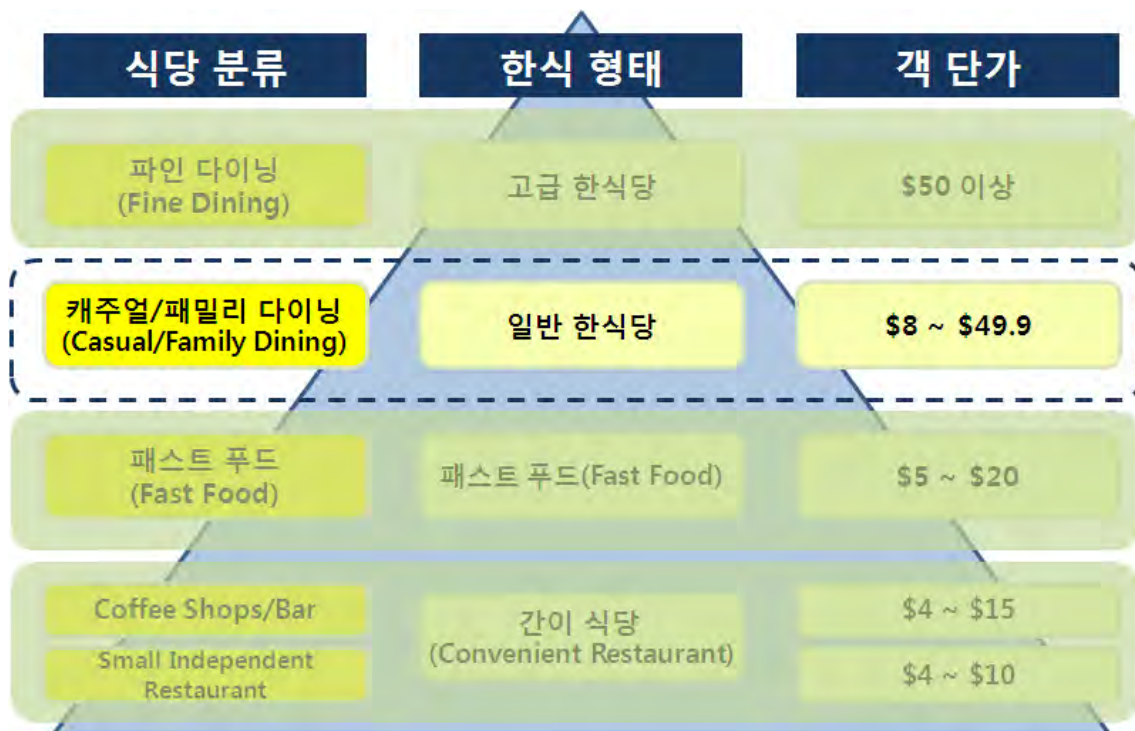 식당 분류
한식 형태
객 단가
파인 다이닝
(Fine Dining)
고급 한식당
$50 이상
캐주얼/패밀리 다이닝
(Casual/Family Dining)
일반 한식당
$8 ~ $49.9
패스트 푸드
(Fast Food)
패스트 푸드(Fast Food)
$5 ~ $20
Coffee Shops/Bar
간이 식당
(Convenient Restaurant)
$4 ~ $15
Small Independent
Restaurant
$4 ~ $10